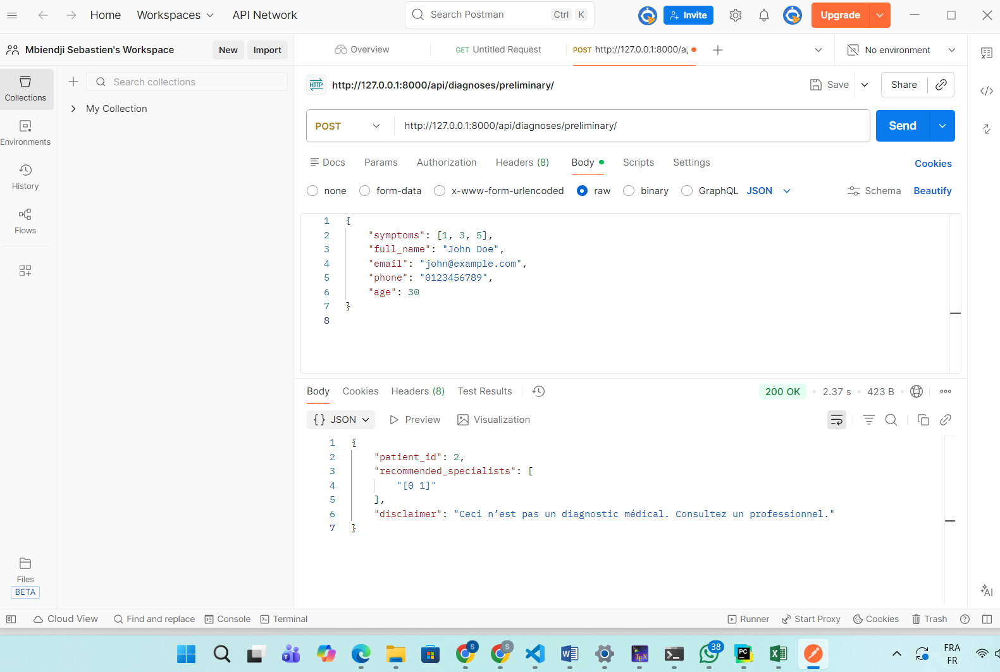 Home
Workspaces
API Network
Search Postman
Ctrl K
Invite
Upgrade
Mbiendji Sebastien's Workspace
New
Import
Overview
GET Untitled Request
POST http://127.0.0.1:8000/a
No environment
Collections
Environments
History
Flows
Files
BETA
Search collections
My Collection
HTTP http://127.0.0.1:8000/api/diagnoses/preliminary/
Save
Share
POST
http://127.0.0.1:8000/api/diagnoses/preliminary/
Send
Docs Params Authorization Headers (8) Body Scripts Settings Cookies
none form-data x-www-form-urlencoded raw binary GraphQL JSON Schema Beautify
1 {
2 "symptoms": [1, 3, 5],
3 "full_name": "John Doe",
4 "email": "john@example.com",
5 "phone": "0123456789",
6 "age": 30
7 }
8
Body Cookies Headers (8) Test Results 200 OK • 2.37 s • 423 B
{} JSON Preview Visualization
1 {
2 "patient_id": 2,
3 "recommended_specialists": [
4 "[0 1]"
5 ],
6 "disclaimer": "Ceci n’est pas un diagnostic médical. Consultez un professionnel."
7 }
AI
Cloud View Find and replace Console Terminal Runner Start Proxy Cookies Trash
S
S
TEX
38
PC
FRA
FR